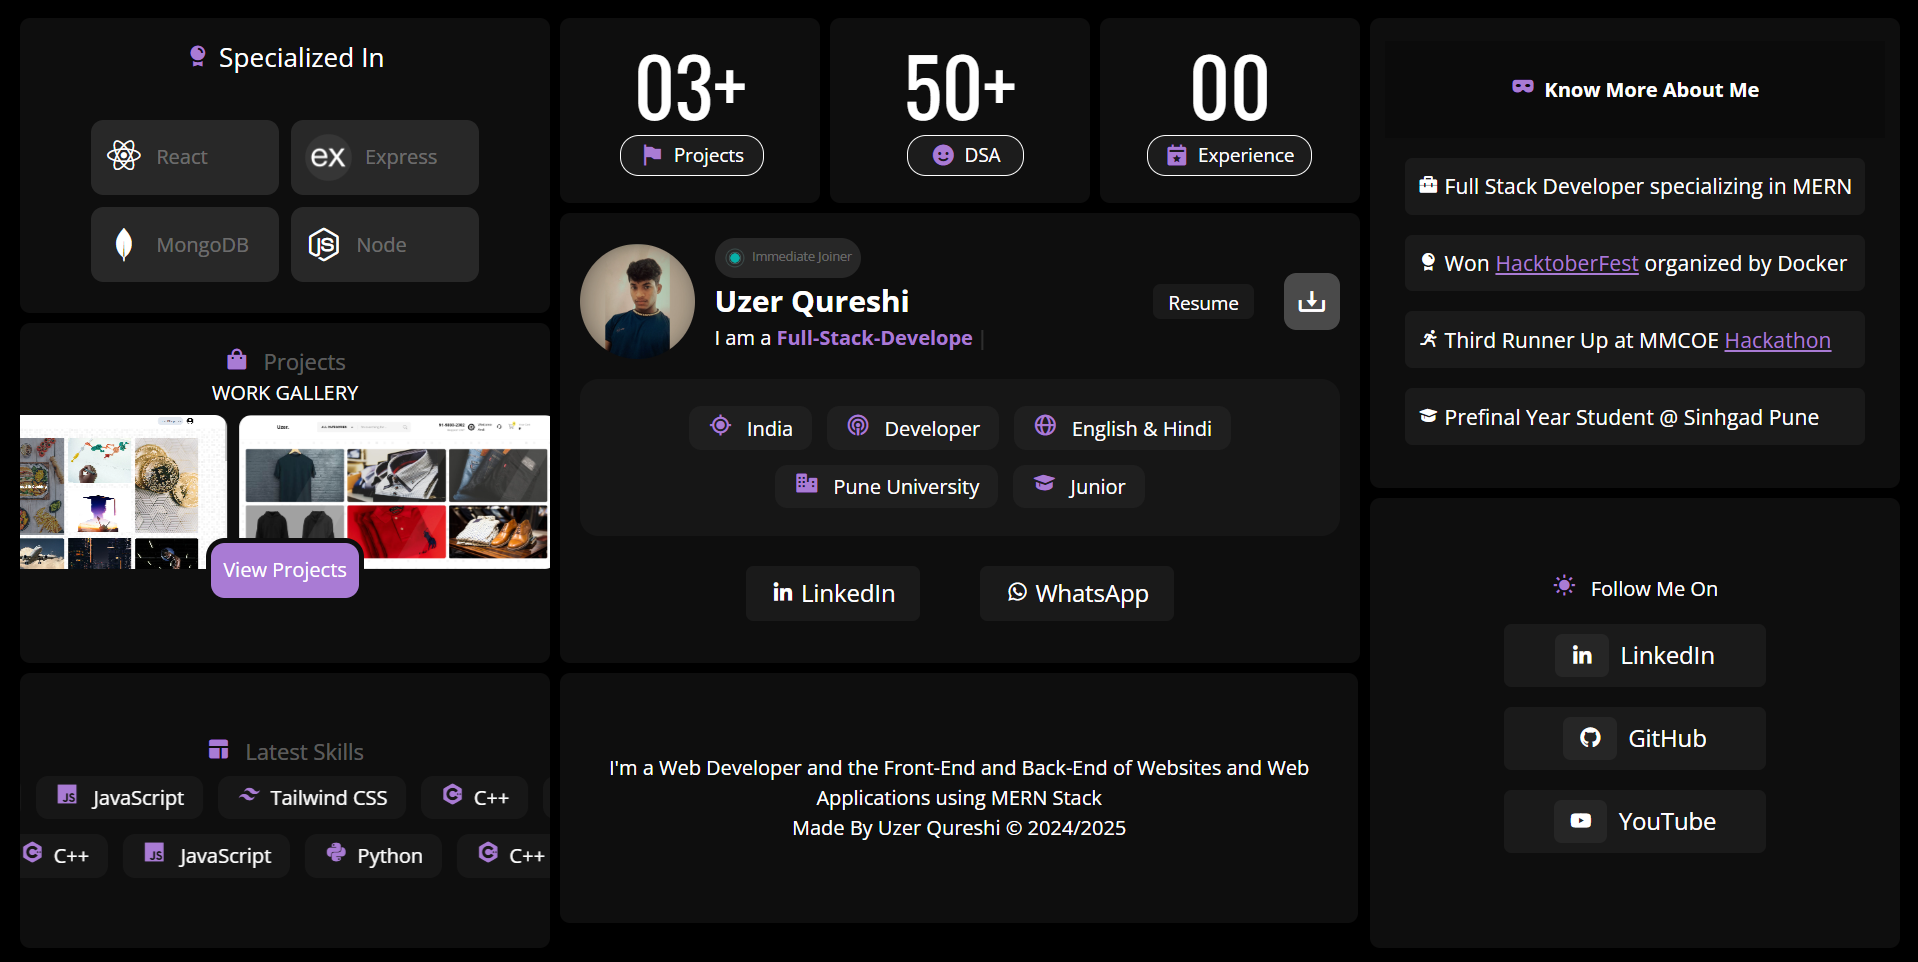 Specialized In
React
ex Express
MongoDB
JS Node
Projects
WORK GALLERY
Uzer.
View Projects
Latest Skills
JS JavaScript
Tailwind CSS
C++
C++
JS JavaScript
Python
C++
03+
Projects
50+
DSA
00
Experience
Immediate Joiner
Uzer Qureshi
I am a Full-Stack-Develope |
Resume
India
Developer
English & Hindi
Pune University
Junior
in LinkedIn
WhatsApp
I'm a Web Developer and the Front-End and Back-End of Websites and Web
Applications using MERN Stack
Made By Uzer Qureshi © 2024/2025
Know More About Me
Full Stack Developer specializing in MERN
Won HacktoberFest organized by Docker
Third Runner Up at MMCOE Hackathon
Prefinal Year Student @ Sinhgad Pune
Follow Me On
in LinkedIn
GitHub
YouTube